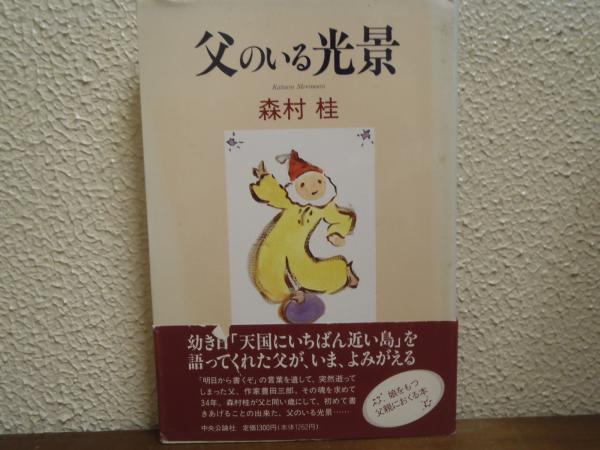 父のいる光景
Katsura Morimura
森村 桂
幼き日「天国にいちばん近い島」を
語ってくれた父が、いま、よみがえる
「明日から書くぞ」の言葉を遺して、突然逝って
しまった父、作家豊田三郎。その魂を求めて
34年、森村桂が父と同い歳にして、初めて書
きあげることの出来た、父のいる光景……
中央公論社 定価1300円(本体1262円)
娘をもつ
父親におくる本